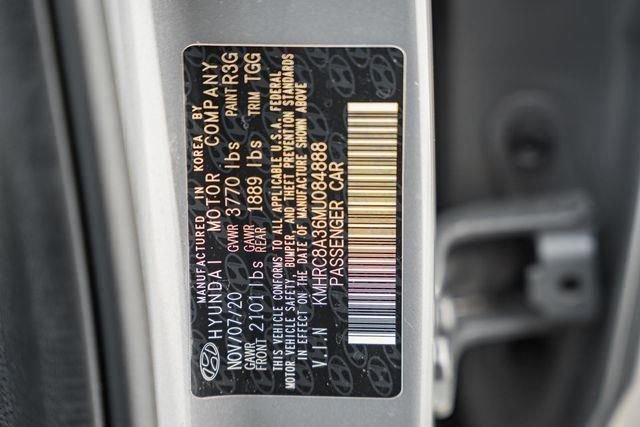 MANUFACTURED IN KOREA BY
HYUNDAI MOTOR COMPANY
NOV/07/20 GVWR 3770 lbs PAINT R3G
GAWR FRONT 2101 lbs GAWR REAR 1889 lbs TRIM TGG
THIS VEHICLE CONFORMS TO ALL APPLICABLE U.S.A. FEDERAL
MOTOR VEHICLE SAFETY, BUMPER, AND THEFT PREVENTION STANDARDS
IN EFFECT ON THE DATE OF MANUFACTURE SHOWN ABOVE
V.I.N KMHRC8A36MU084888
PASSENGER CAR